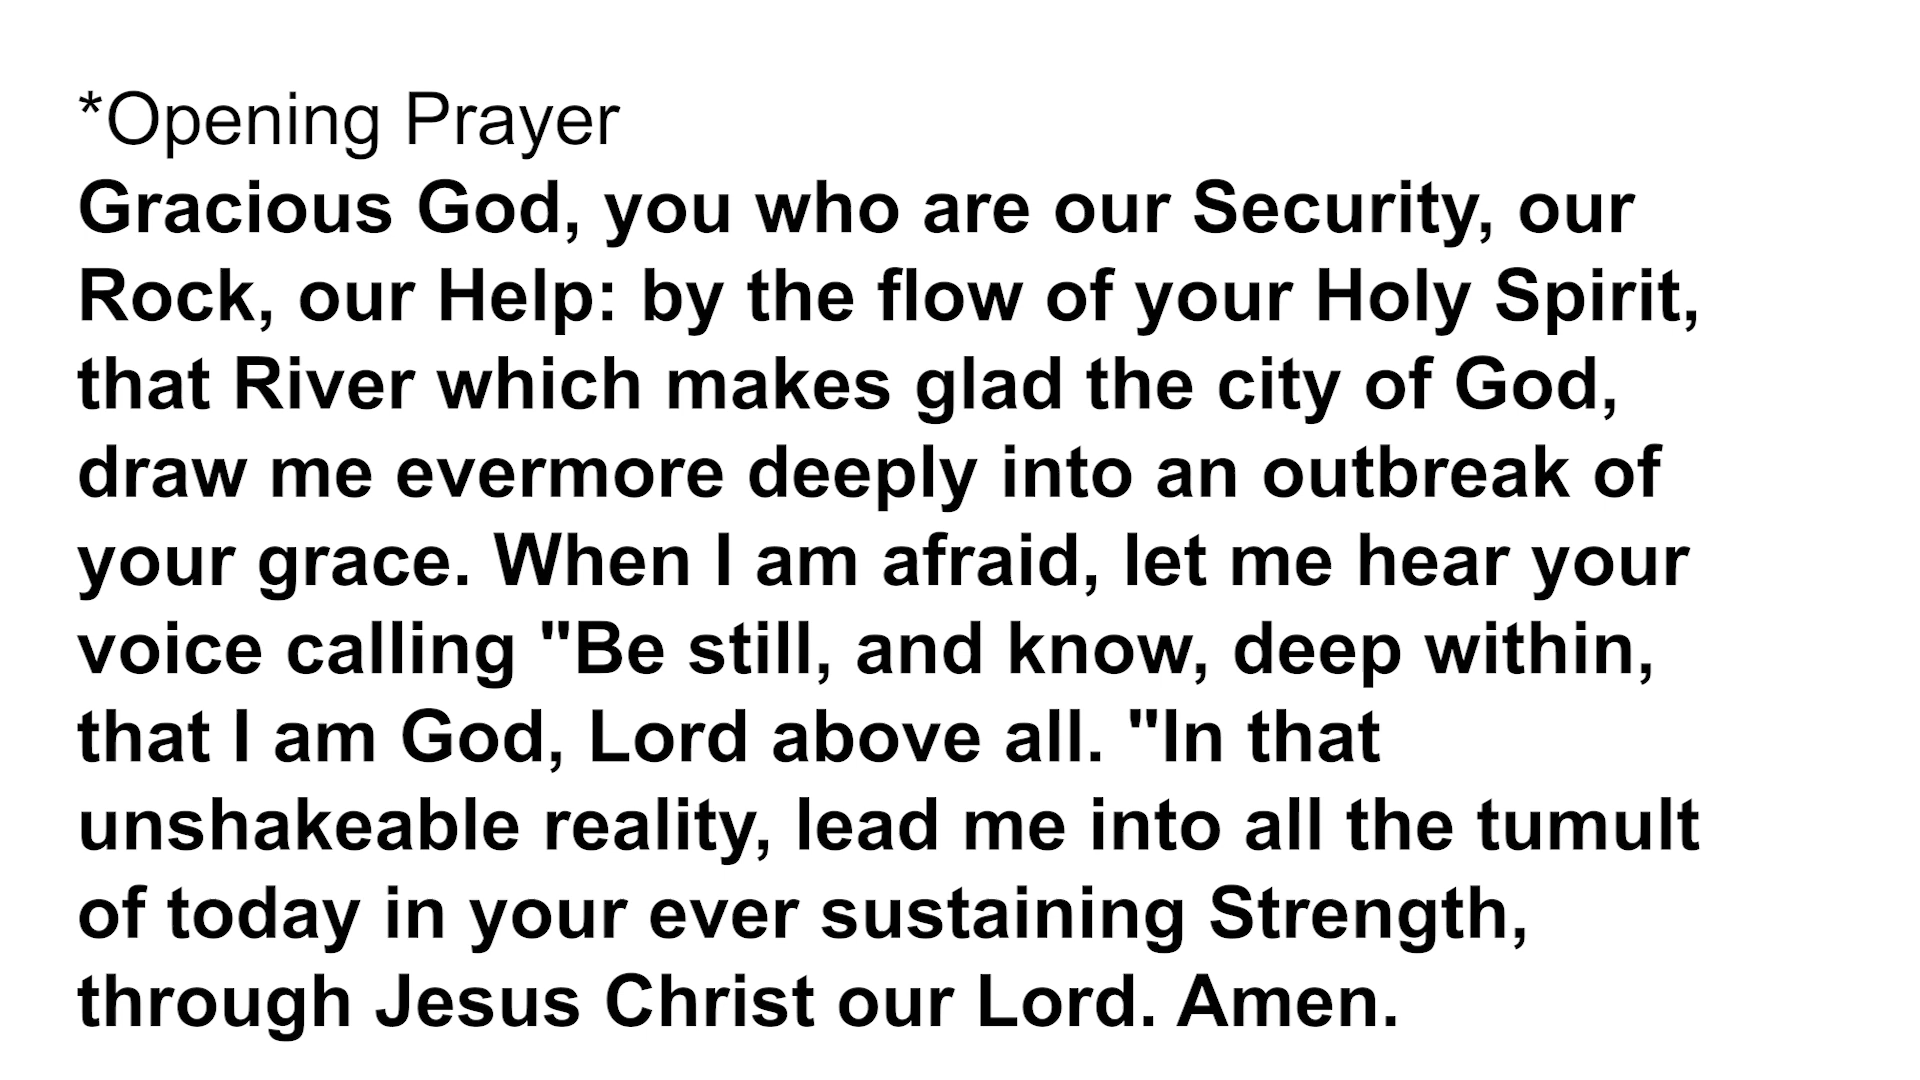 *Opening Prayer
Gracious God, you who are our Security, our
Rock, our Help: by the flow of your Holy Spirit,
that River which makes glad the city of God,
draw me evermore deeply into an outbreak of
your grace. When I am afraid, let me hear your
voice calling "Be still, and know, deep within,
that I am God, Lord above all. "In that
unshakeable reality, lead me into all the tumult
of today in your ever sustaining Strength,
through Jesus Christ our Lord. Amen.